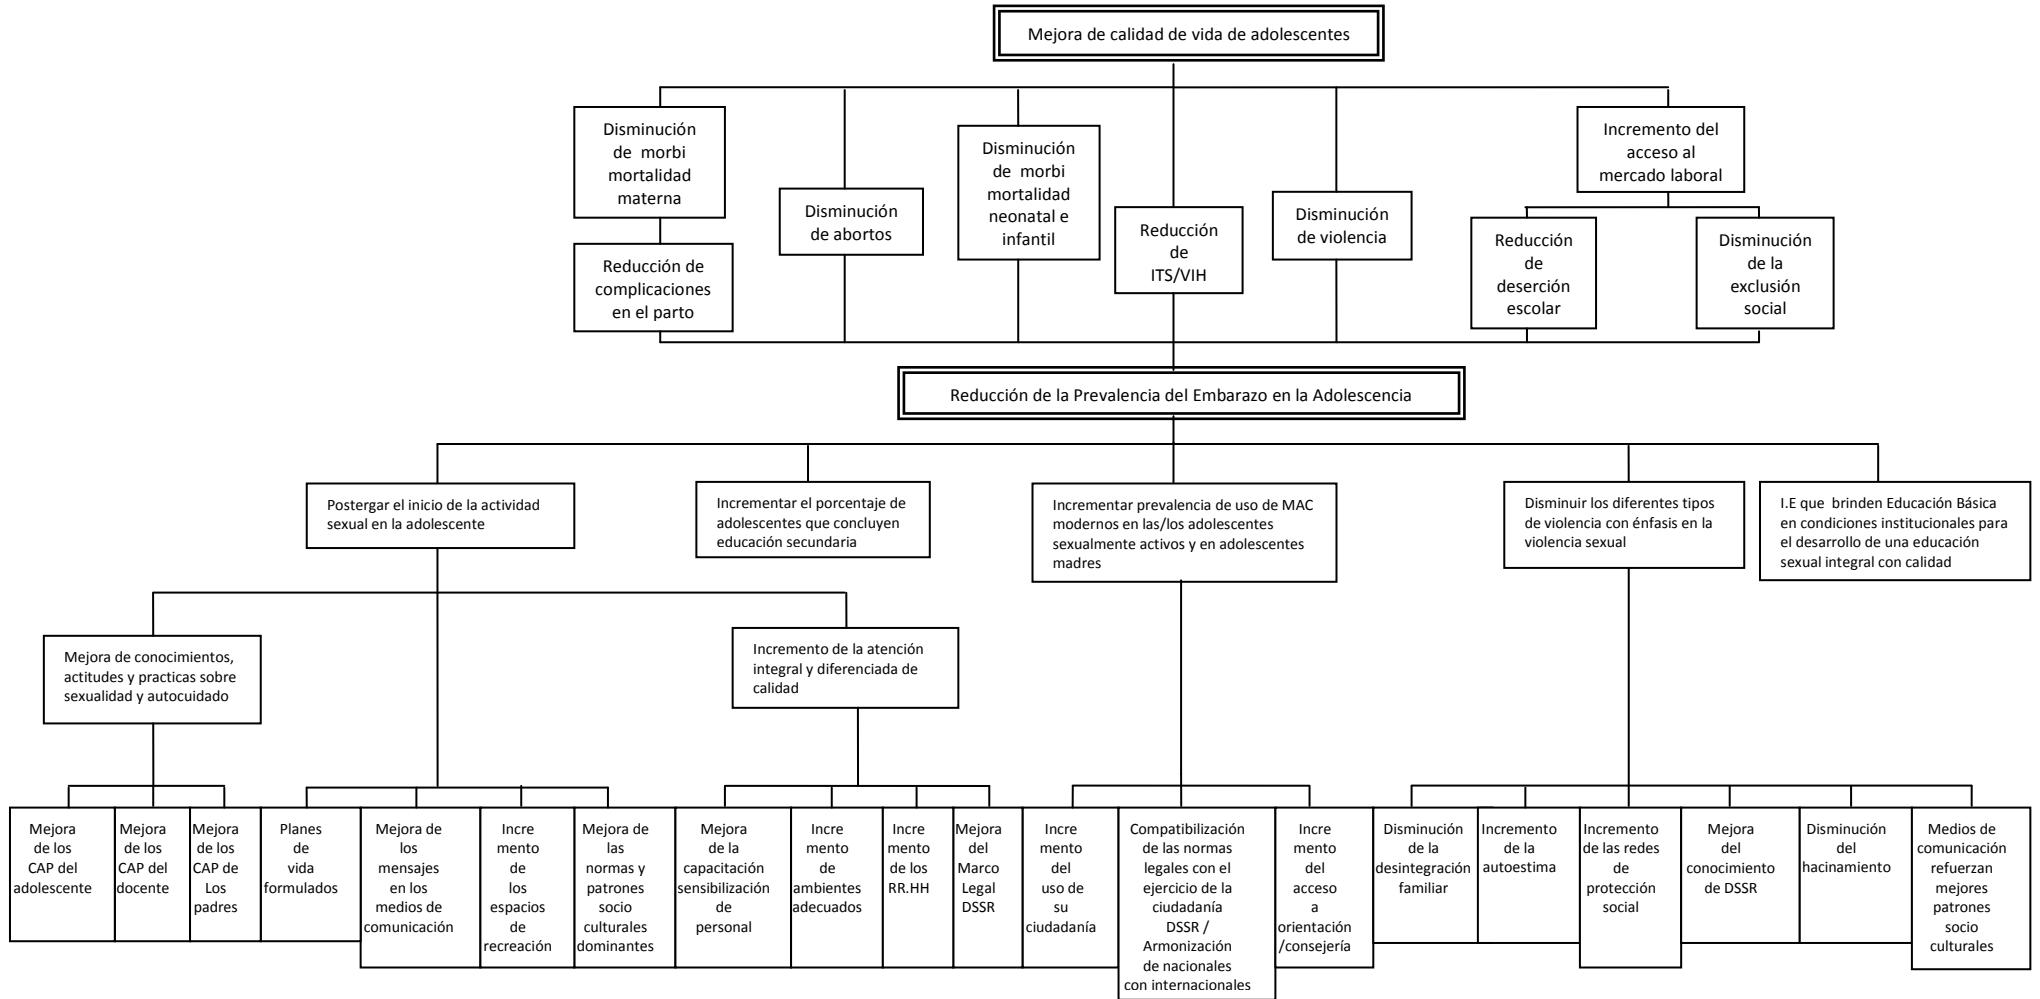 Mejora de calidad de vida de adolescentes
Disminución
de morbi
mortalidad
materna
Disminución
de abortos
Disminución
de morbi
mortalidad
neonatal e
infantil
Reducción
de
ITS/VIH
Disminución
de violencia
Incremento del
acceso al
mercado laboral
Reducción de
complicaciones
en el parto
Reducción
de
deserción
escolar
Disminución
de la
exclusión
social
Reducción de la Prevalencia del Embarazo en la Adolescencia
Postergar el inicio de la actividad
sexual en la adolescente
Incrementar el porcentaje de
adolescentes que concluyen
educación secundaria
Incrementar prevalencia de uso de MAC
modernos en las/los adolescentes
sexualmente activos y en adolescentes
madres
Disminuir los diferentes tipos
de violencia con énfasis en la
violencia sexual
I.E que brinden Educación Básica
en condiciones institucionales para
el desarrollo de una educación
sexual integral con calidad
Mejora de conocimientos,
actitudes y practicas sobre
sexualidad y autocuidado
Incremento de la atención
integral y diferenciada de
calidad
Mejora
de los
CAP del
adolescente
Mejora
de los
CAP del
docente
Mejora
de los
CAP de
Los
padres
Planes
de
vida
formulados
Mejora de
los
mensajes
en los
medios de
comunicación
Incre
mento
de
los
espacios
de
recreación
Mejora de
las
normas y
patrones
socio
culturales
dominantes
Mejora
de la
capacitación
sensibilización
de
personal
Incre
mento
de
ambientes
adecuados
Incre
mento
de los
RR.HH
Mejora
del
Marco
Legal
DSSR
Incre
mento
del
uso de
su
ciudadanía
Compatibilización
de las normas
legales con el
ejercicio de la
ciudadanía
DSSR /
Armonización
de nacionales
con internacionales
Incre
mento
del
acceso
a
orientación
/consejería
Disminución
de la
desintegración
familiar
Incremento
de la
autoestima
Incremento
de las redes
de
protección
social
Mejora
del
conocimiento
de DSSR
Disminución
del
hacinamiento
Medios de
comunicación
refuerzan
mejores
patrones
socio
culturales